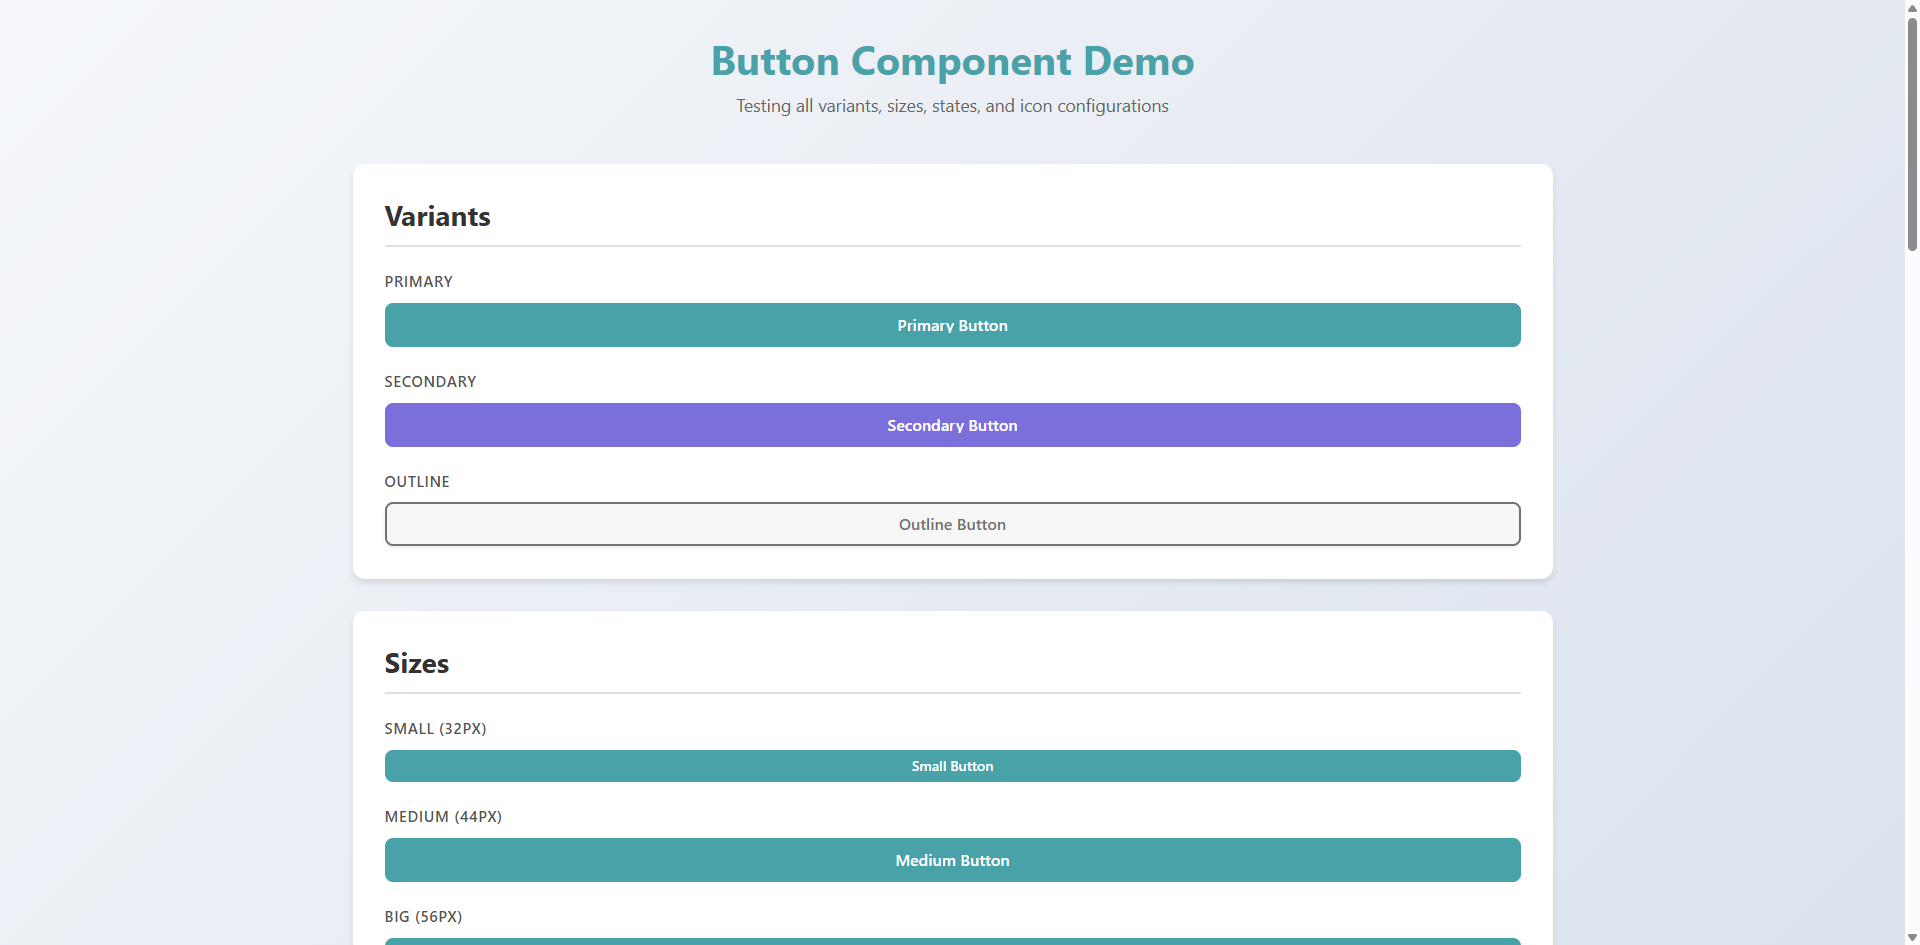 Button Component Demo
Testing all variants, sizes, states, and icon configurations
Variants
PRIMARY
Primary Button
SECONDARY
Secondary Button
OUTLINE
Outline Button
Sizes
SMALL (32PX)
Small Button
MEDIUM (44PX)
Medium Button
BIG (56PX)